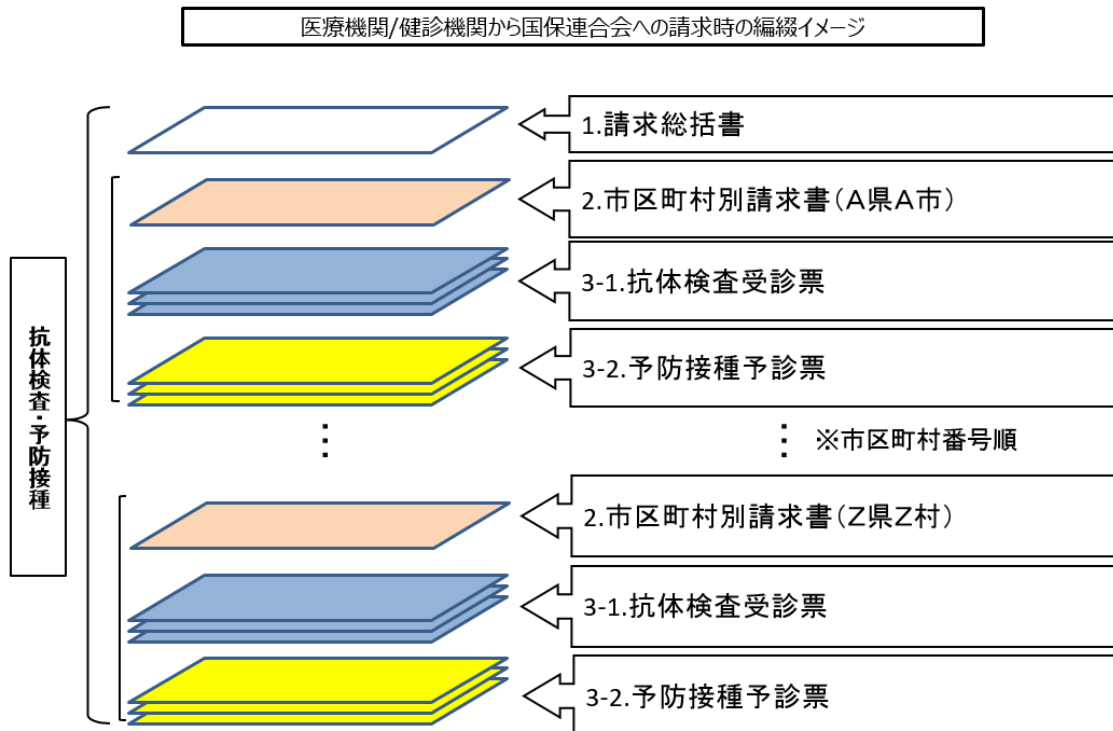 医療機関/健診機関から国保連合会への請求時の編綴イメージ
1.請求総括書
2.市区町村別請求書(A県A市)
3-1.抗体検査受診票
3-2.予防接種予診票
抗体検査・予防接種
⋮
⋮ ※市区町村番号順
2.市区町村別請求書(Z県Z村)
3-1.抗体検査受診票
3-2.予防接種予診票